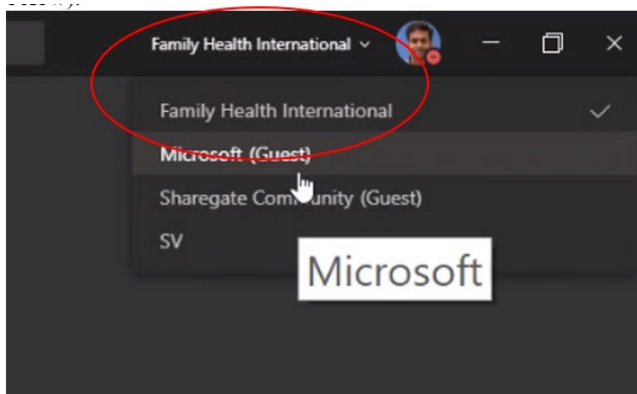 Family Health International
Family Health International
Microsoft (Guest)
Sharegate Community (Guest)
SV
Microsoft